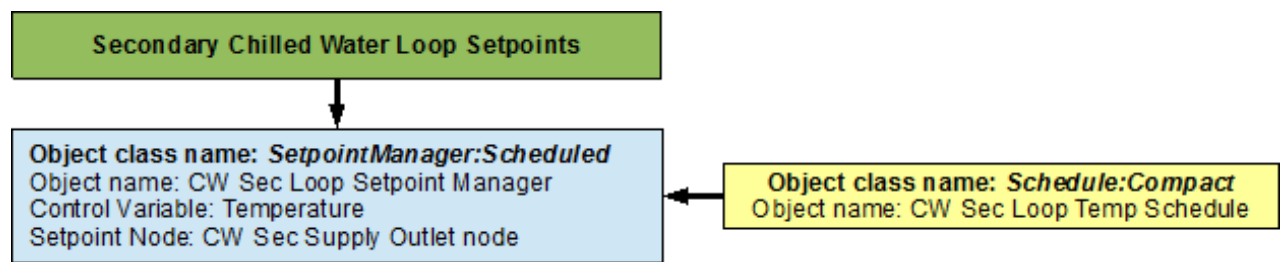 Secondary Chilled Water Loop Setpoints
Object class name: SetpointManager:Scheduled
Object name: CW Sec Loop Setpoint Manager
Control Variable: Temperature
Setpoint Node: CW Sec Supply Outlet node
Object class name: Schedule:Compact
Object name: CW Sec Loop Temp Schedule